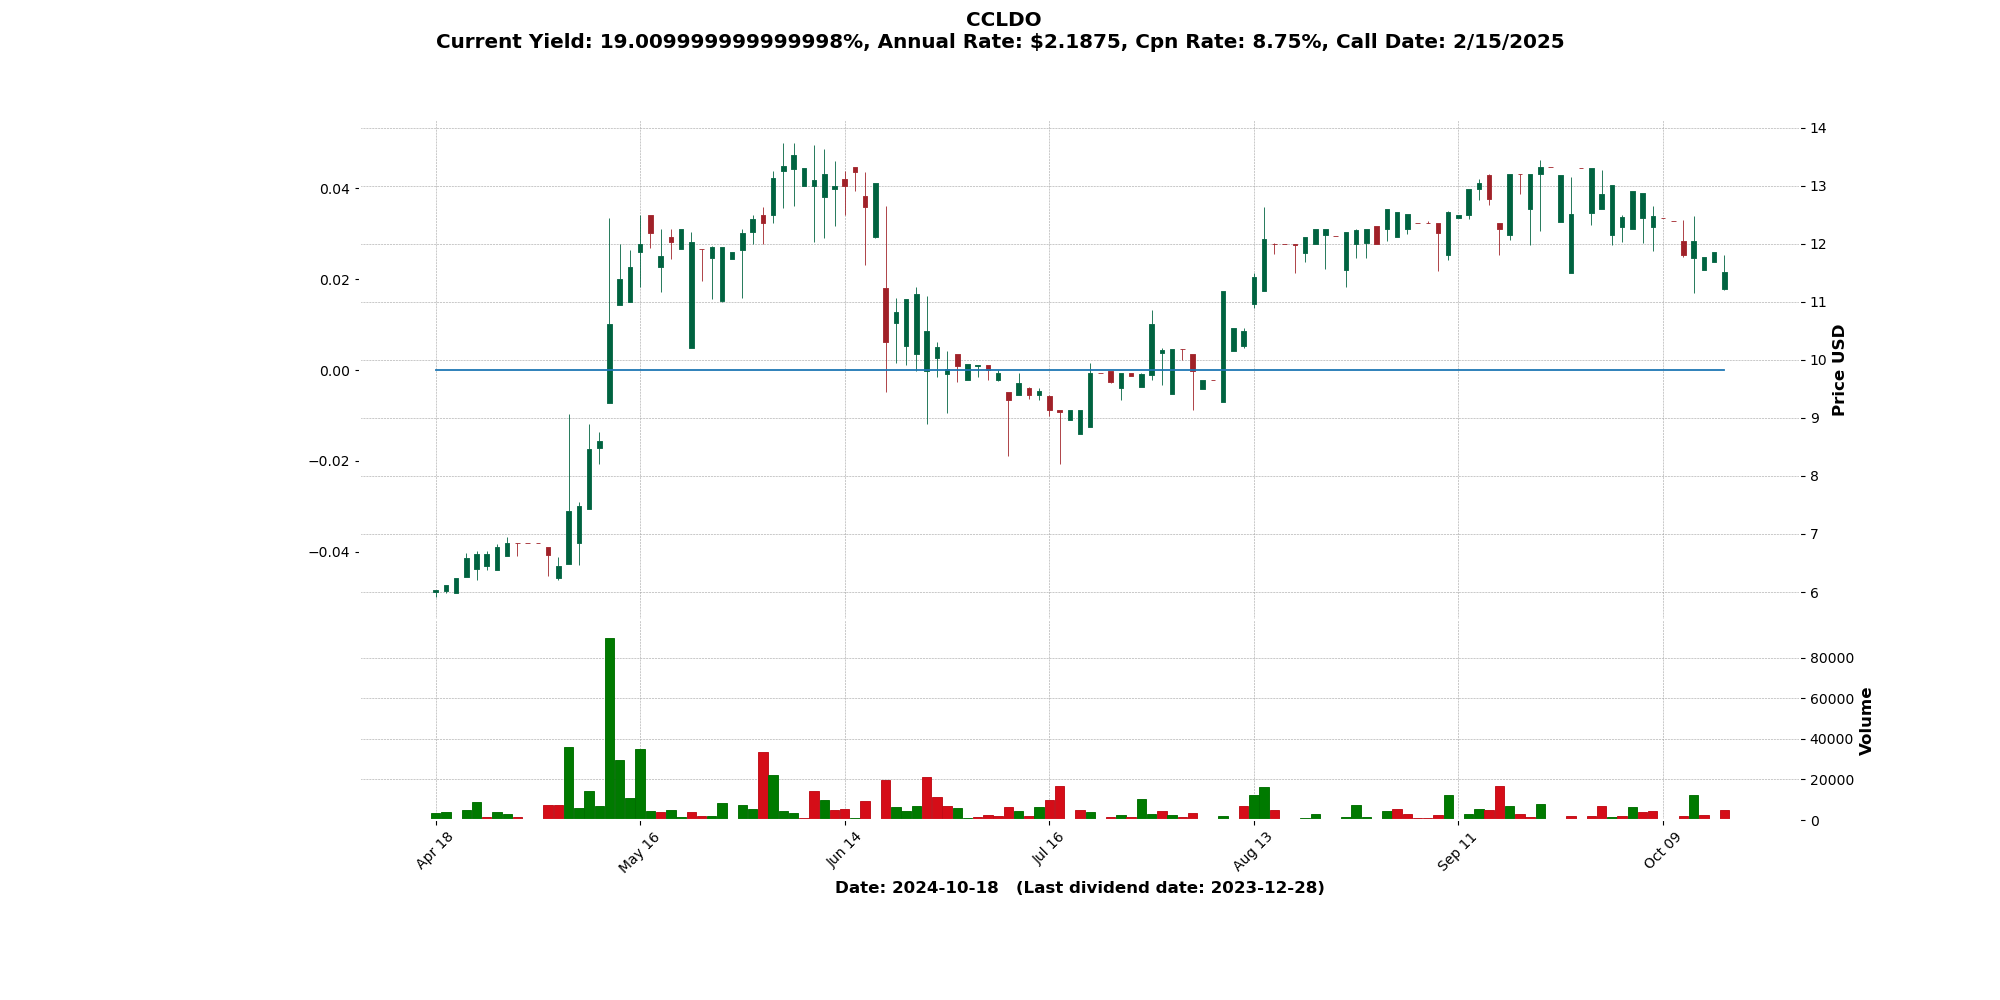 CCLDO
Current Yield: 19.009999999999998%, Annual Rate: $2.1875, Cpn Rate: 8.75%, Call Date: 2/15/2025
14
13
12
11
10
9
8
7
6
Price USD
0.04
0.02
0.00
−0.02
−0.04
80000
60000
40000
20000
0
Volume
Apr 18
May 16
Jun 14
Jul 16
Aug 13
Sep 11
Oct 09
Date: 2024-10-18 (Last dividend date: 2023-12-28)